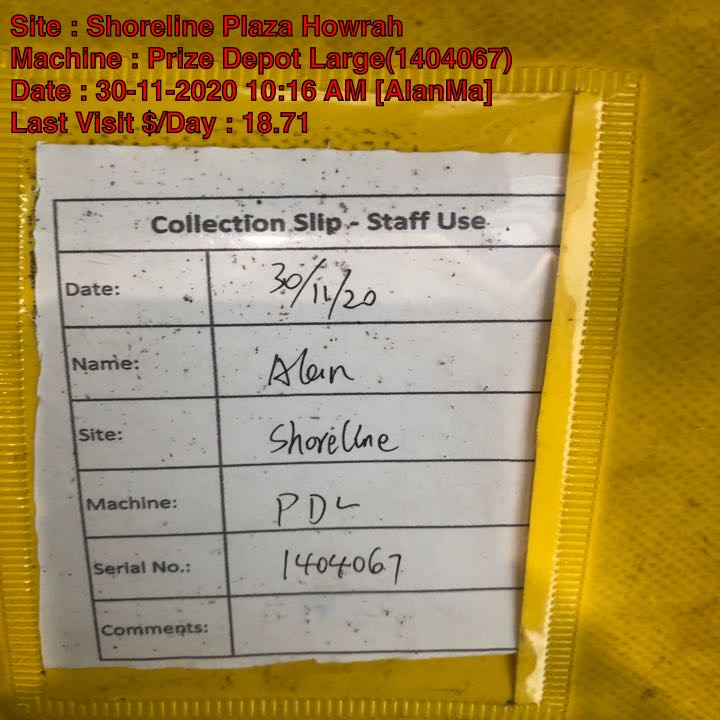 Site : Shoreline Plaza Howrah
Machine : Prize Depot Large(1404067)
Date : 30-11-2020 10:16 AM [AlanMa]
Last Visit $/Day : 18.71
Collection Slip - Staff Use
Date: 30/11/20
Name: Alan
Site: Shoreline
Machine: PDL
Serial No.: 1404067
Comments: